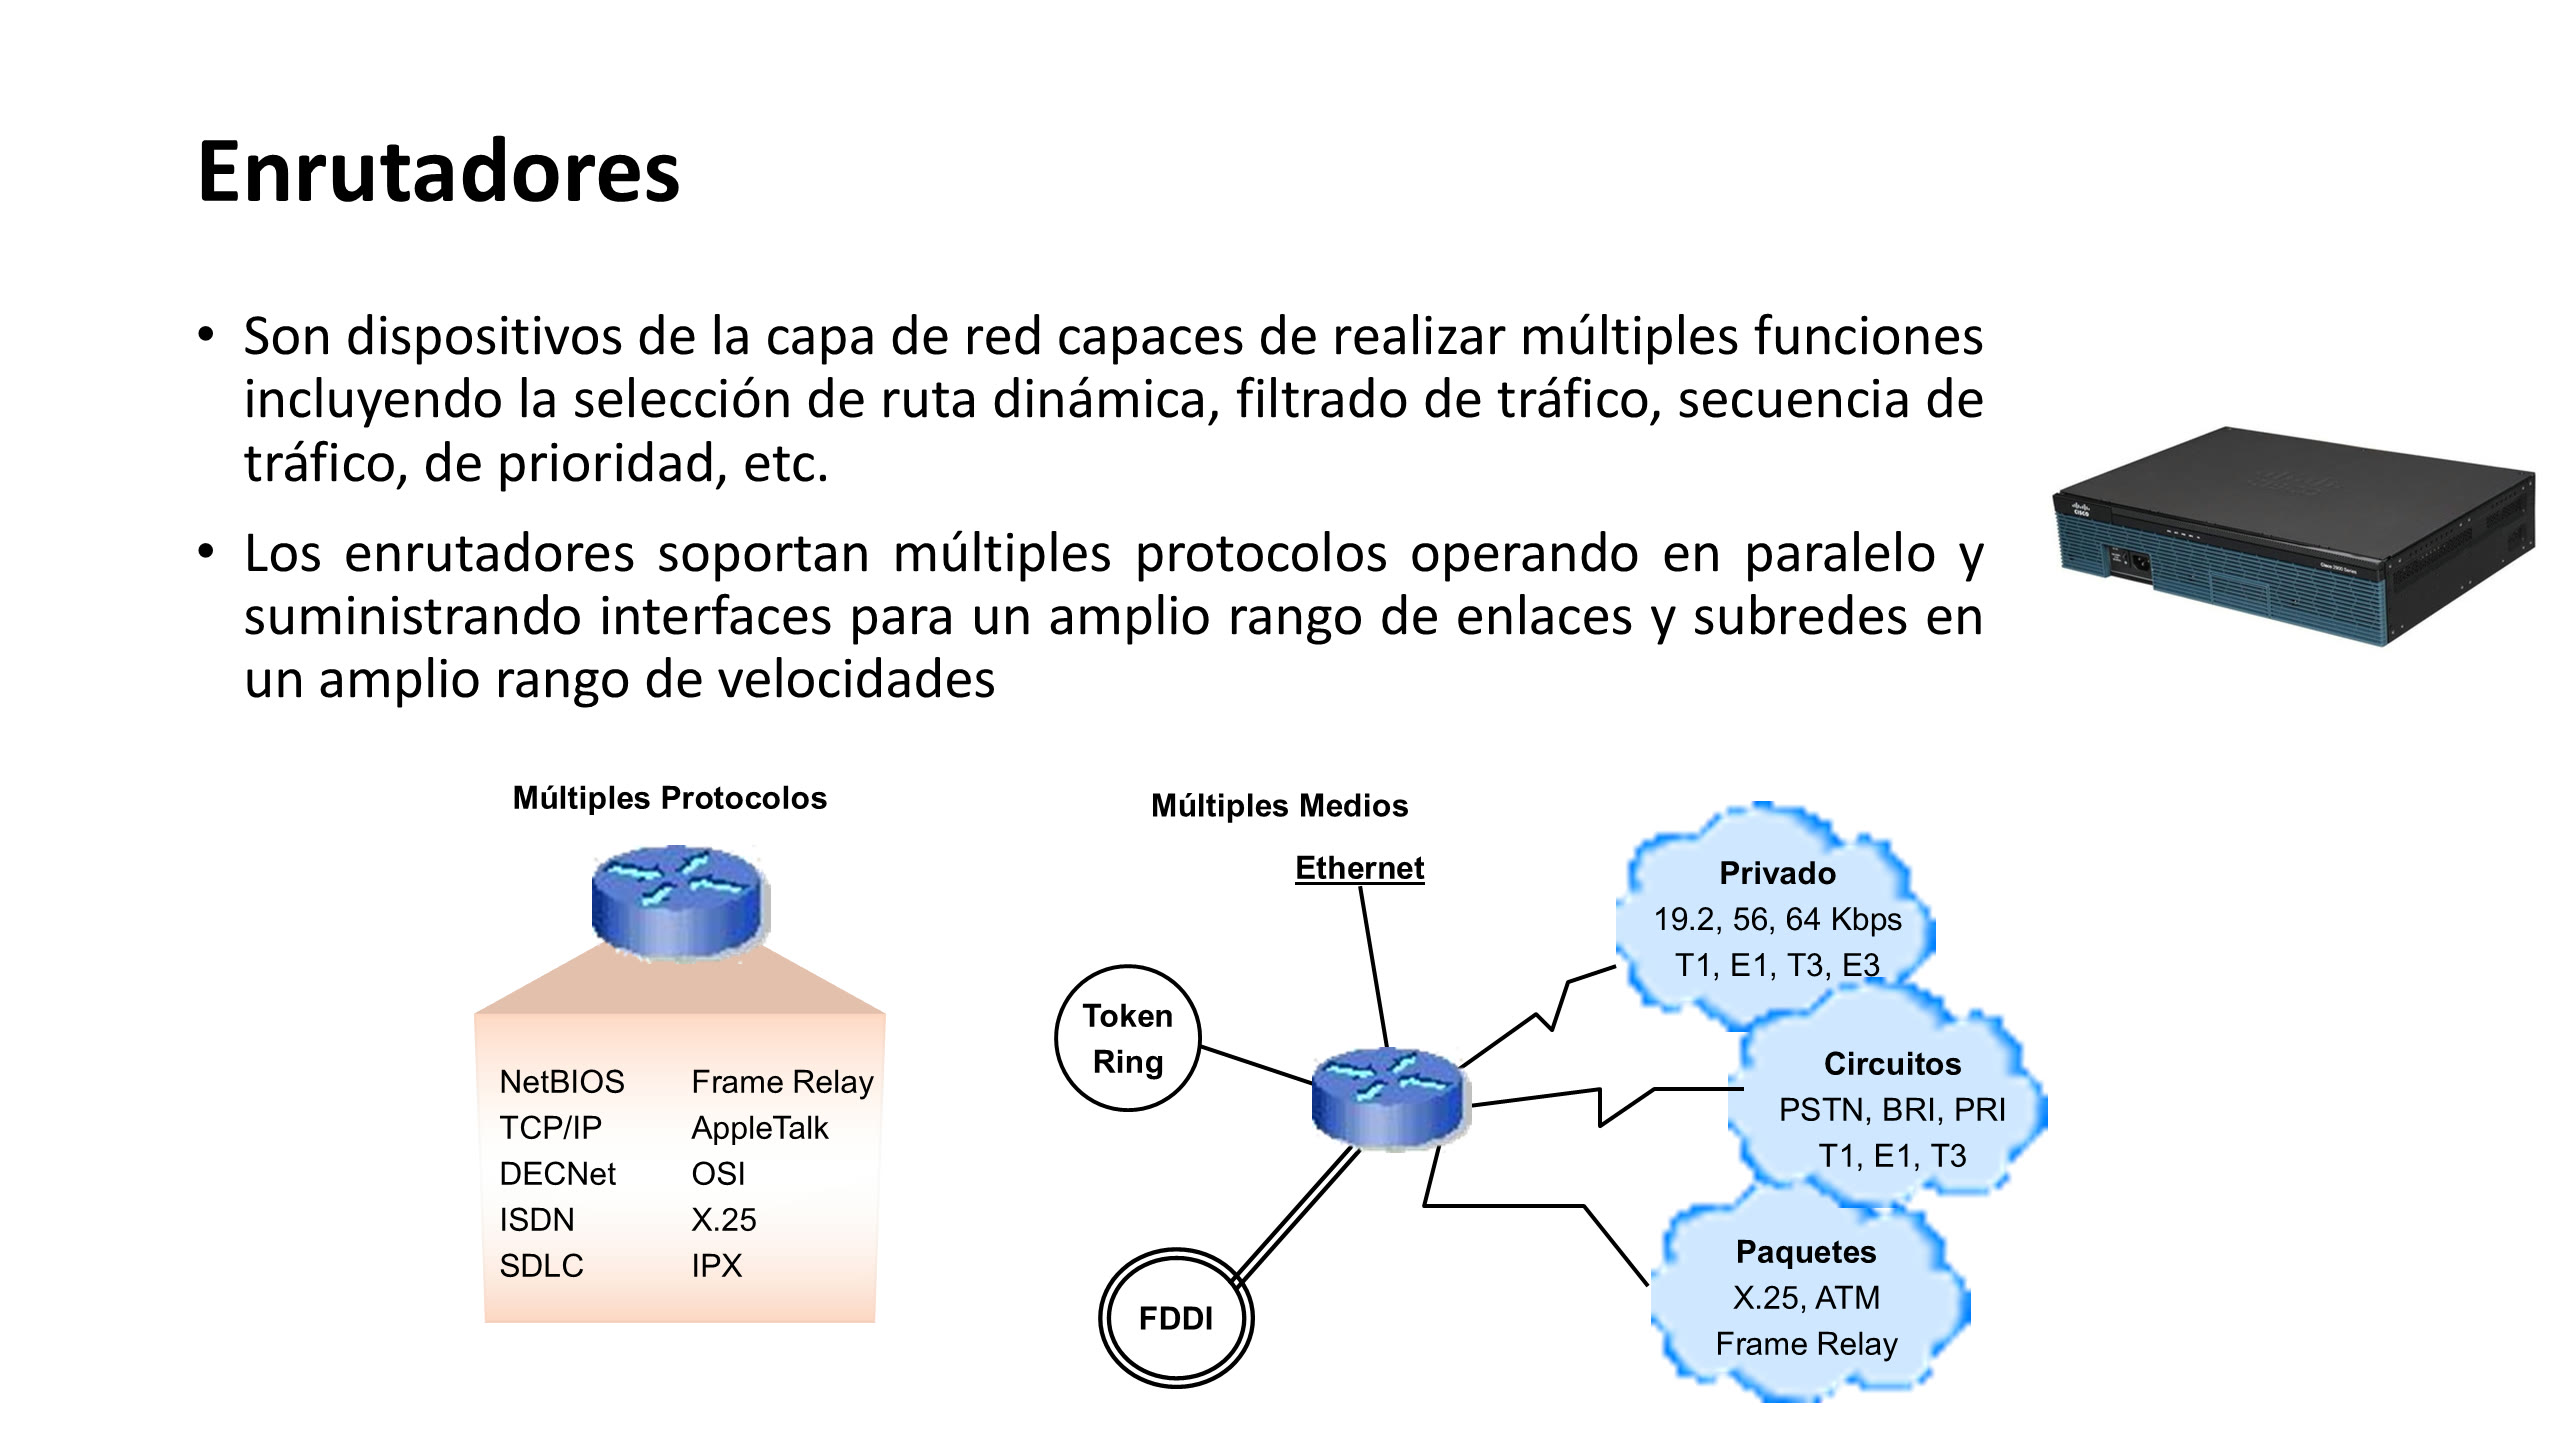 Enrutadores
• Son dispositivos de la capa de red capaces de realizar múltiples funciones
incluyendo la selección de ruta dinámica, filtrado de tráfico, secuencia de
tráfico, de prioridad, etc.
• Los enrutadores soportan múltiples protocolos operando en paralelo y
suministrando interfaces para un amplio rango de enlaces y subredes en
un amplio rango de velocidades
CISCO
Cisco 2900 Series
Múltiples Protocolos
NetBIOS Frame Relay
TCP/IP AppleTalk
DECNet OSI
ISDN X.25
SDLC IPX
Múltiples Medios
Ethernet
Token
Ring
FDDI
Privado
19.2, 56, 64 Kbps
T1, E1, T3, E3
Circuitos
PSTN, BRI, PRI
T1, E1, T3
Paquetes
X.25, ATM
Frame Relay